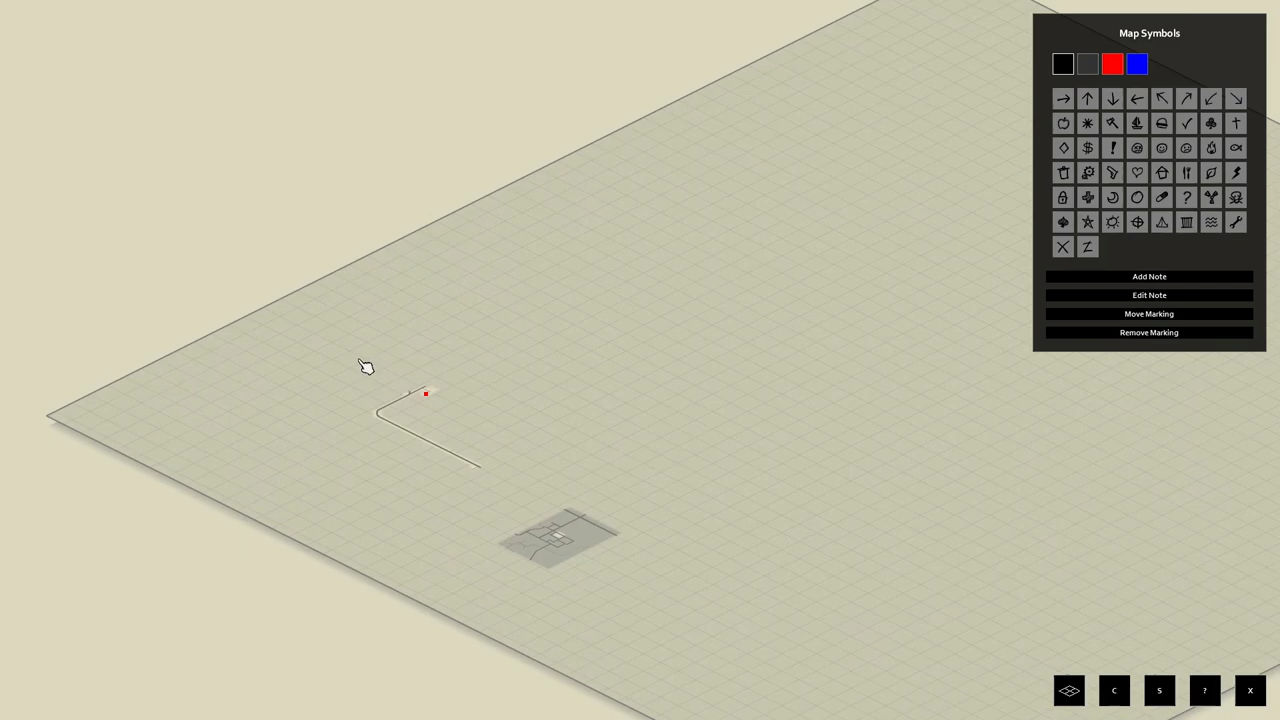 Map Symbols
Add Note
Edit Note
Move Marking
Remove Marking
C
S
?
X